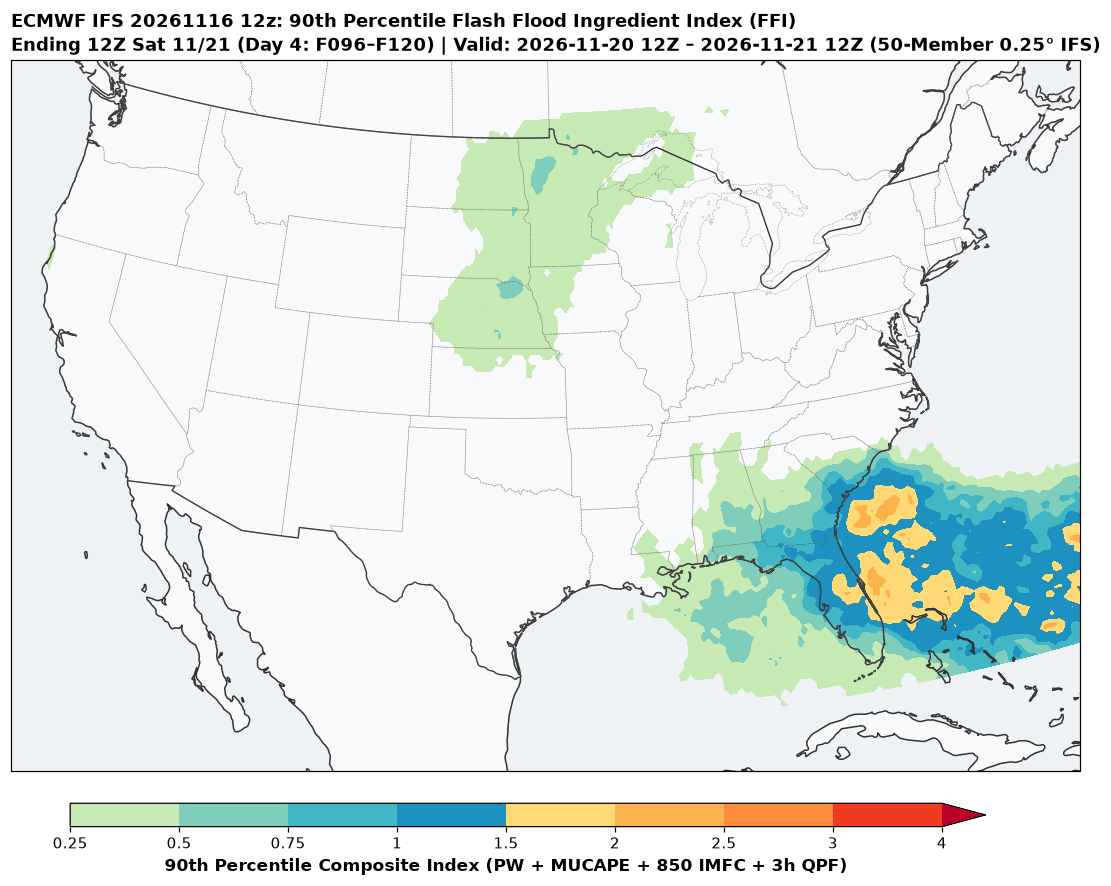 ECMWF IFS 20261116 12z: 90th Percentile Flash Flood Ingredient Index (FFI)
Ending 12Z Sat 11/21 (Day 4: F096–F120) | Valid: 2026-11-20 12Z – 2026-11-21 12Z (50-Member 0.25° IFS)
0.25 0.5 0.75 1 1.5 2 2.5 3 4
90th Percentile Composite Index (PW + MUCAPE + 850 IMFC + 3h QPF)